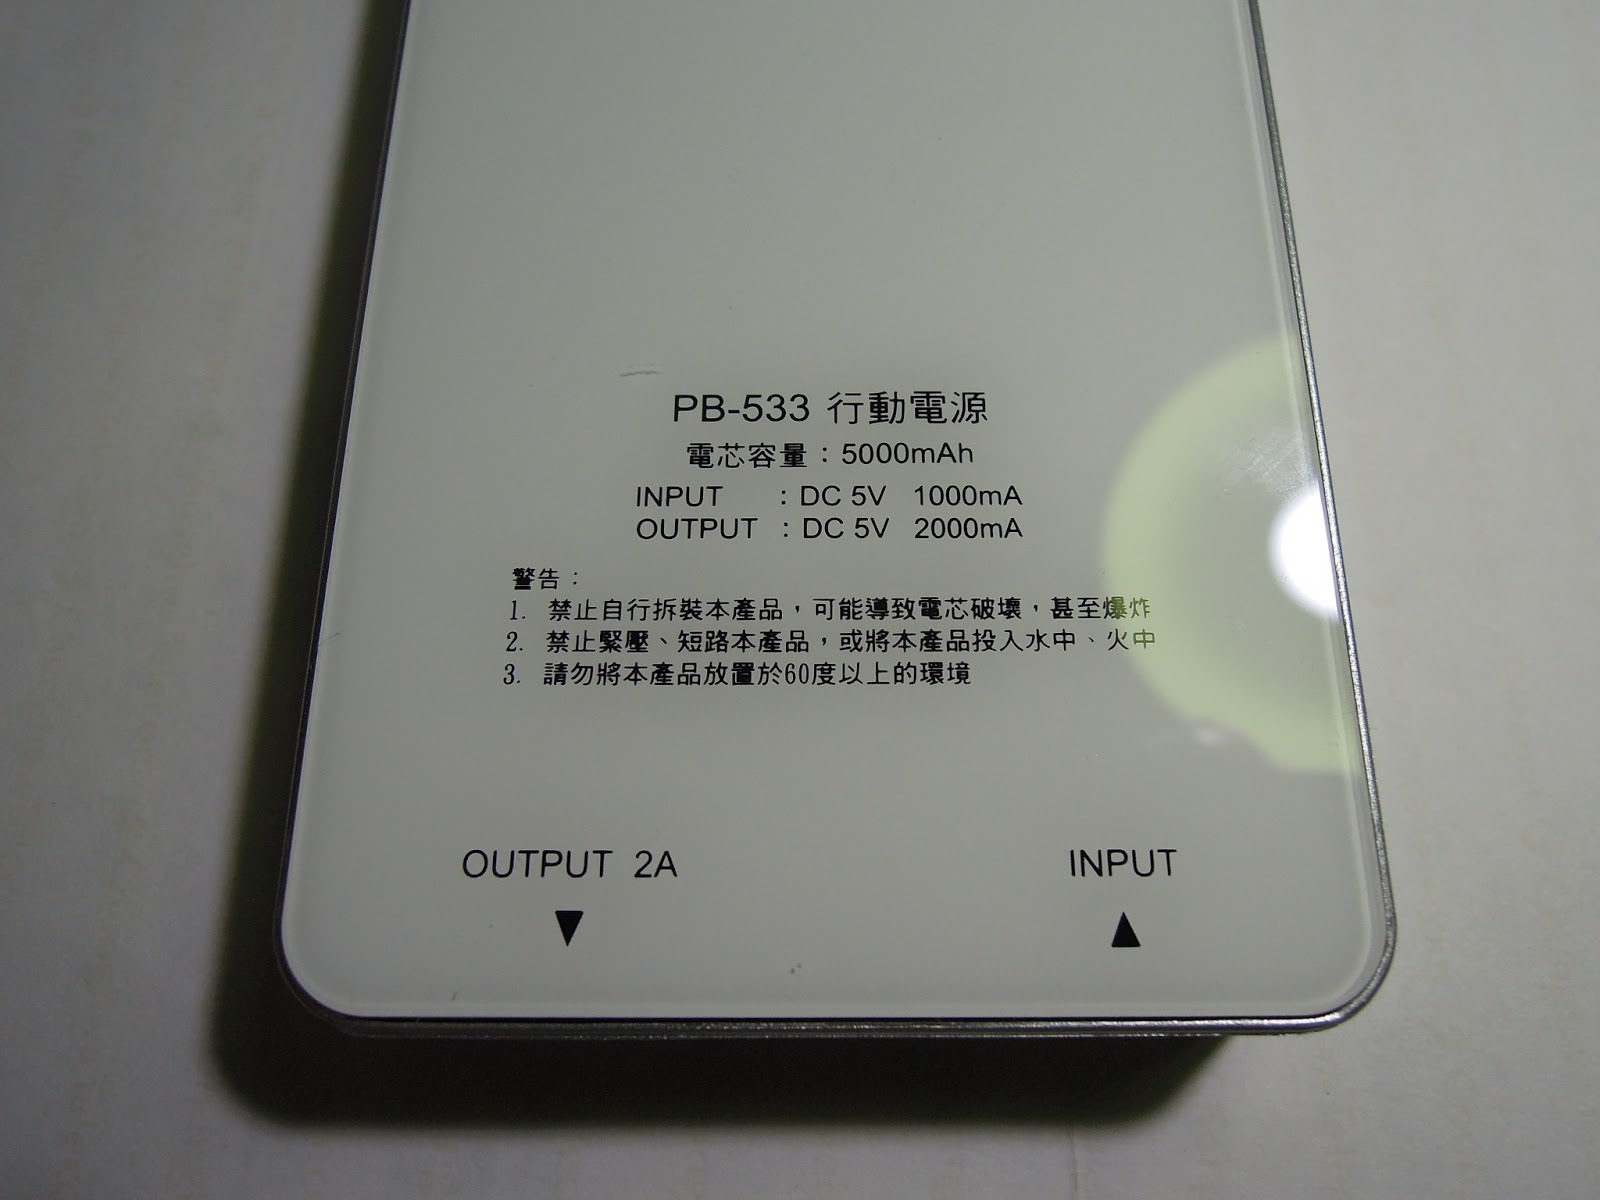 PB-533 行動電源
電芯容量：5000mAh
INPUT : DC 5V 1000mA
OUTPUT : DC 5V 2000mA
警告：
1. 禁止自行拆裝本產品，可能導致電芯破壞，甚至爆炸
2. 禁止緊壓、短路本產品，或將本產品投入水中、火中
3. 請勿將本產品放置於60度以上的環境
OUTPUT 2A
INPUT